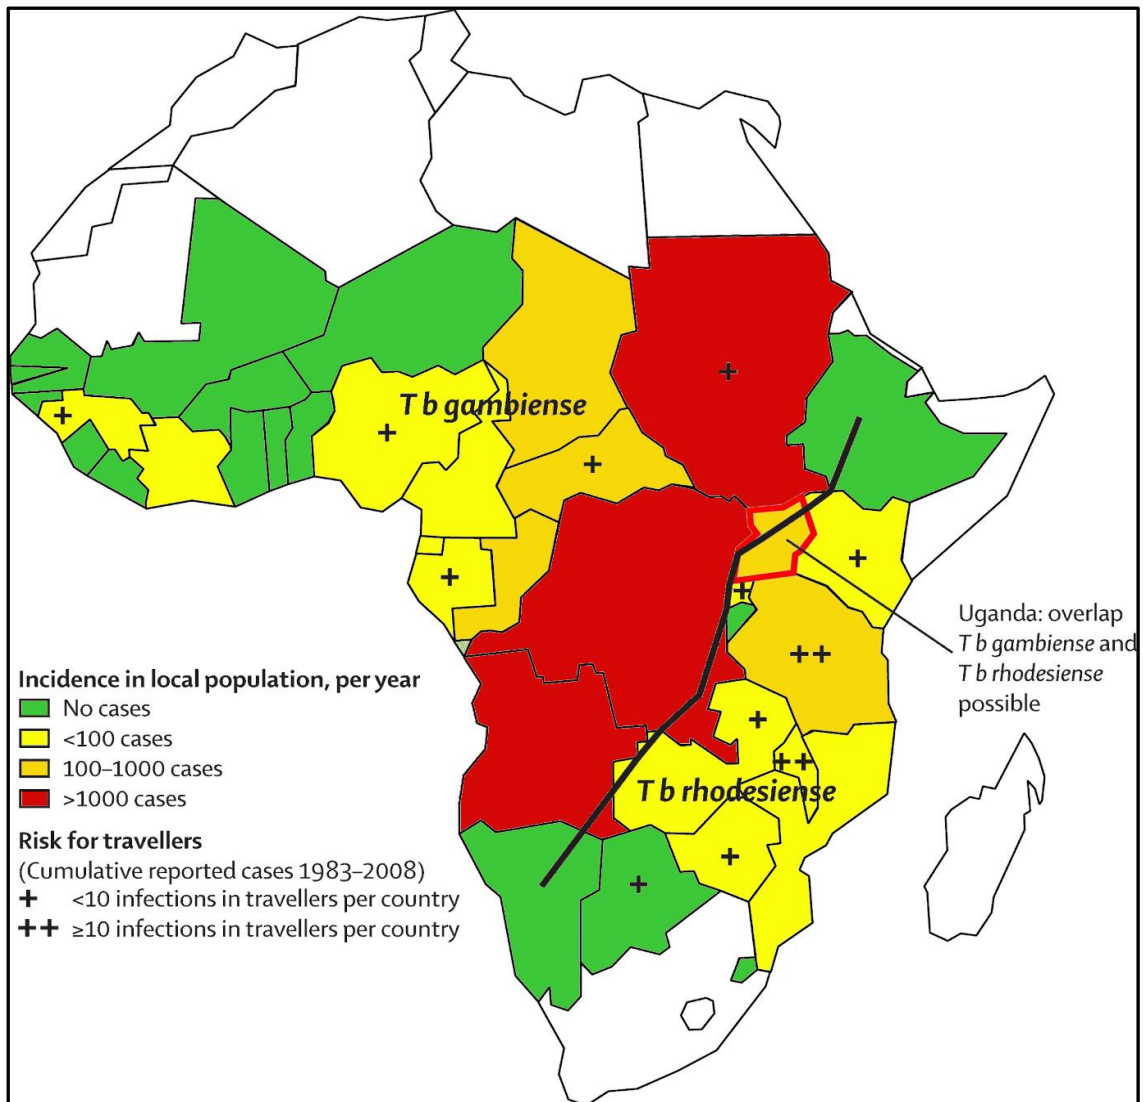 +
T b gambiense
+
+
+
+
+
+
Uganda: overlap
T b gambiense and
T b rhodesiense
possible
++
Incidence in local population, per year
No cases
<100 cases
100–1000 cases
>1000 cases
+
++
T b rhodesiense
Risk for travellers
(Cumulative reported cases 1983–2008)
+ <10 infections in travellers per country
++ ≥10 infections in travellers per country
+
+